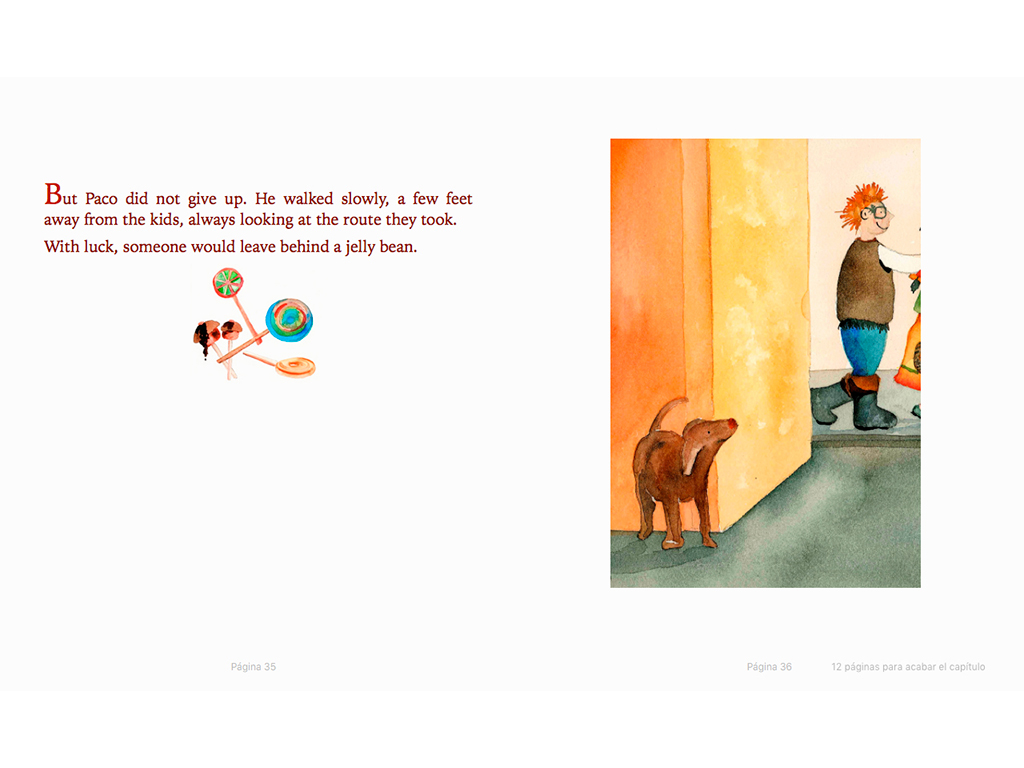 But Paco did not give up. He walked slowly, a few feet
away from the kids, always looking at the route they took.
With luck, someone would leave behind a jelly bean.
Página 35
Página 36
12 páginas para acabar el capítulo